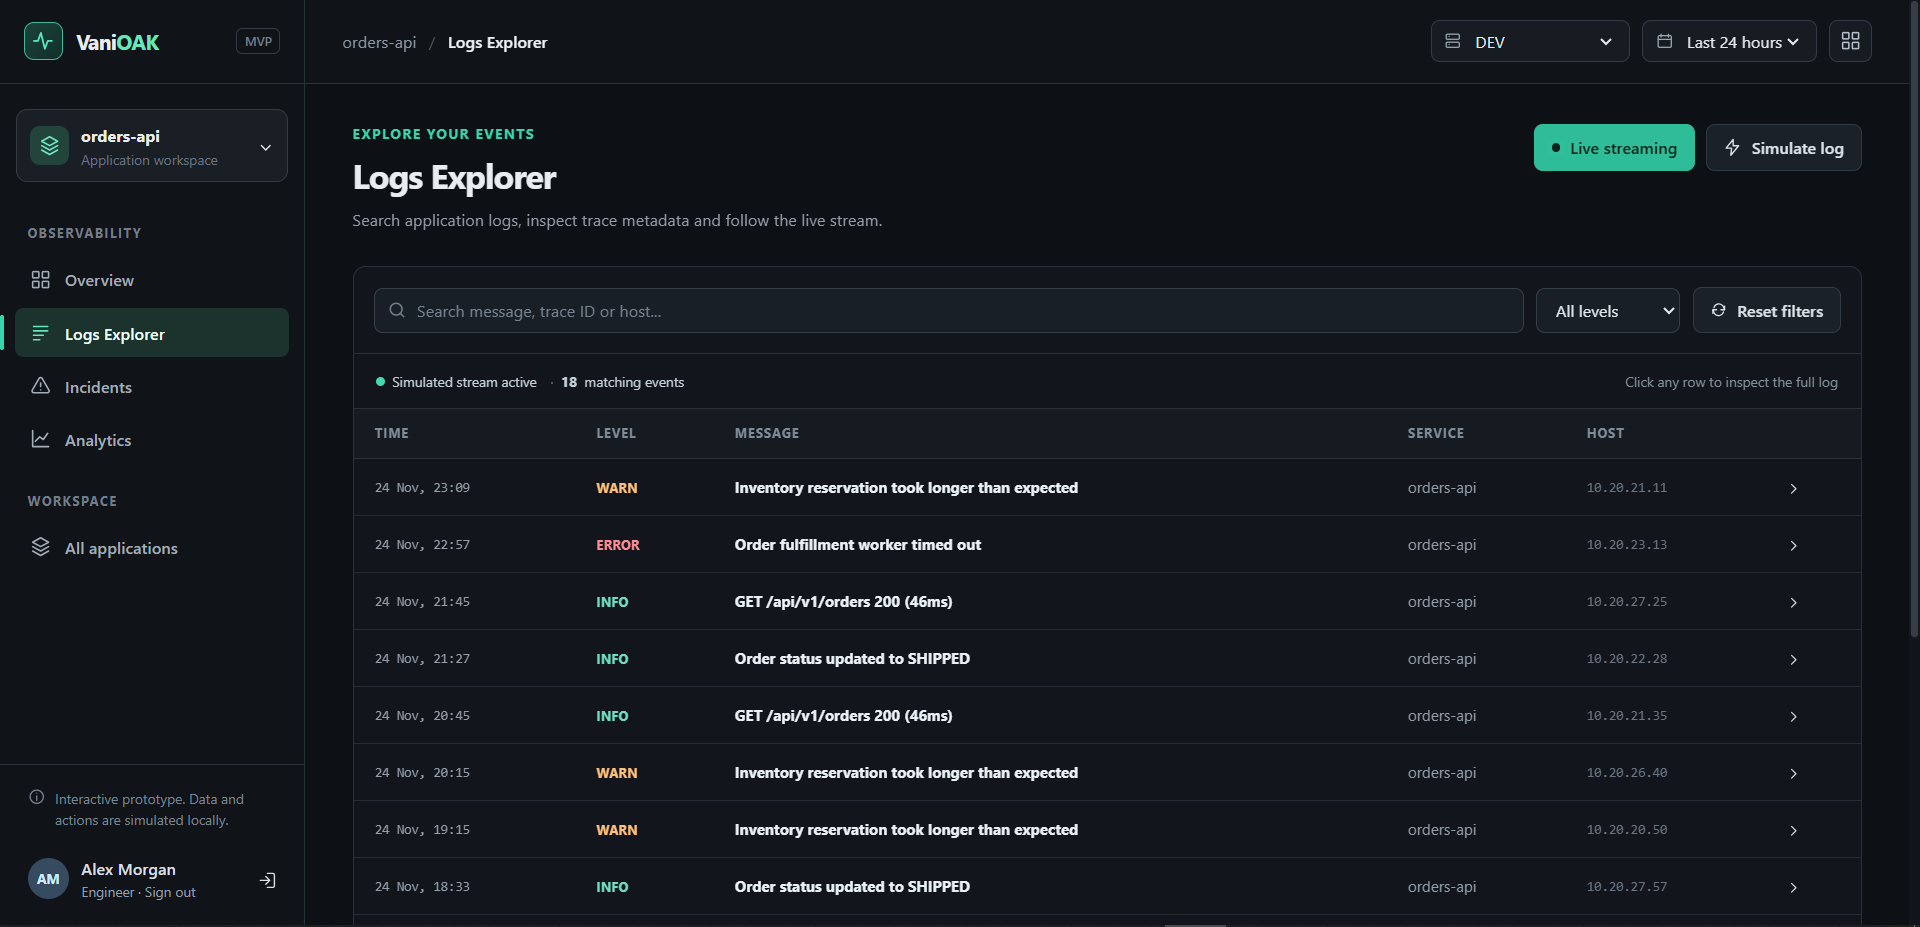 VaniOAK
MVP
orders-api
Application workspace
OBSERVABILITY
Overview
Logs Explorer
Incidents
Analytics
WORKSPACE
All applications
Interactive prototype. Data and
actions are simulated locally.
AM
Alex Morgan
Engineer · Sign out
orders-api / Logs Explorer
DEV
Last 24 hours
EXPLORE YOUR EVENTS
Logs Explorer
Search application logs, inspect trace metadata and follow the live stream.
Live streaming
Simulate log
Search message, trace ID or host...
All levels
Reset filters
Simulated stream active · 18 matching events
Click any row to inspect the full log
TIME LEVEL MESSAGE SERVICE HOST
24 Nov, 23:09 WARN Inventory reservation took longer than expected orders-api 10.20.21.11
24 Nov, 22:57 ERROR Order fulfillment worker timed out orders-api 10.20.23.13
24 Nov, 21:45 INFO GET /api/v1/orders 200 (46ms) orders-api 10.20.27.25
24 Nov, 21:27 INFO Order status updated to SHIPPED orders-api 10.20.22.28
24 Nov, 20:45 INFO GET /api/v1/orders 200 (46ms) orders-api 10.20.21.35
24 Nov, 20:15 WARN Inventory reservation took longer than expected orders-api 10.20.26.40
24 Nov, 19:15 WARN Inventory reservation took longer than expected orders-api 10.20.20.50
24 Nov, 18:33 INFO Order status updated to SHIPPED orders-api 10.20.27.57